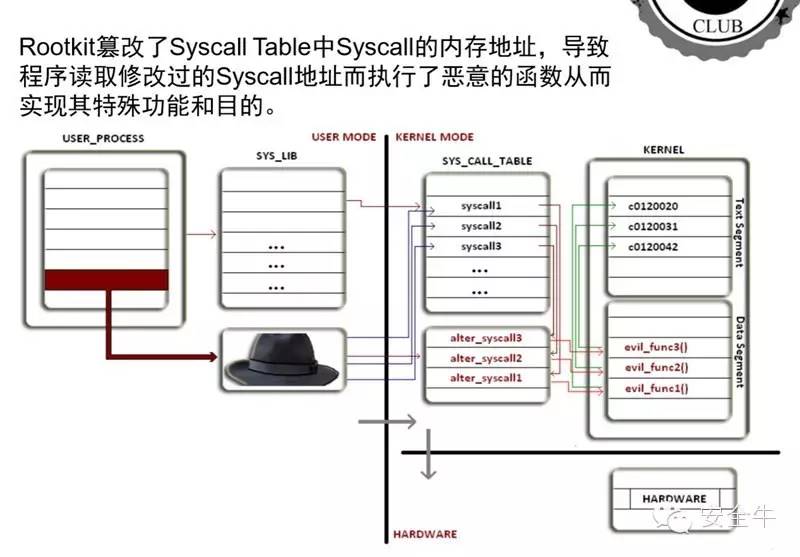 CLUB
Rootkit篡改了Syscall Table中Syscall的内存地址，导致
程序读取修改过的Syscall地址而执行了恶意的函数从而
实现其特殊功能和目的。
USER_PROCESS
USER MODE
KERNEL MODE
SYS_LIB
SYS_CALL_TABLE
KERNEL
syscall1
syscall2
syscall3
...
...
...
...
...
c0120020
c0120031
c0120042
Text Segment
alter_syscall3
alter_syscall2
alter_syscall1
evil_func3()
evil_func2()
evil_func1()
Data Segment
HARDWARE
HARDWARE
安全牛